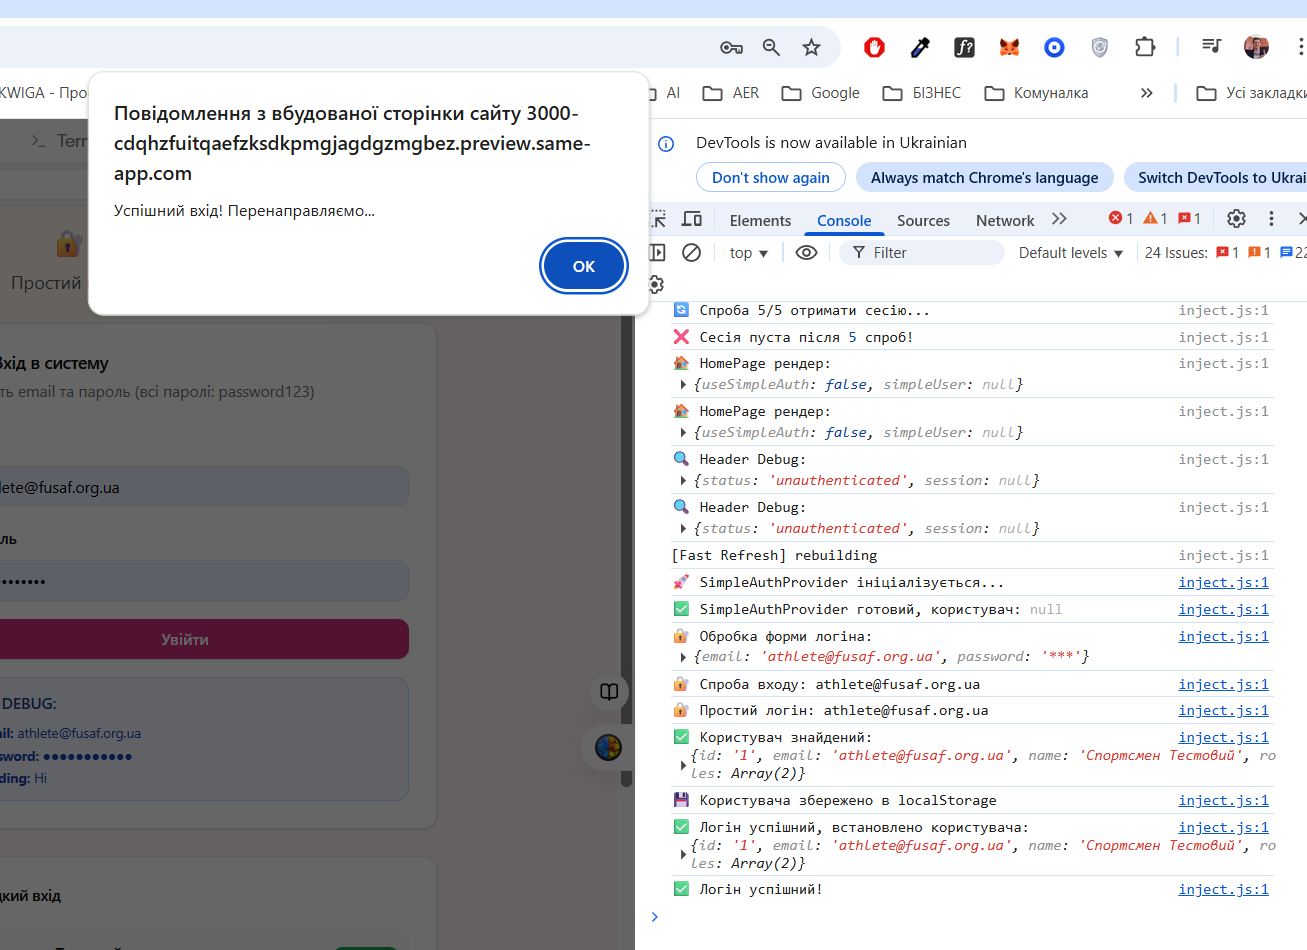 f?
KWIGA - Про
AI
AER
Google
БІЗНЕС
Комуналка
»
Усі закладки
>_ Terr
Повідомлення з вбудованої сторінки сайту 3000-
cdqhzfuitqaefzksdkpmgjagdgzmgbez.preview.same-
app.com
Успішний вхід! Перенаправляємо...
OK
Простий
Вхід в систему
ть email та пароль (всі паролі: password123)
lete@fusaf.org.ua
ль
••••••••
Увійти
DEBUG:
il: athlete@fusaf.org.ua
sword: •••••••••••
ding: Ні
кий вхід
DevTools is now available in Ukrainian
Don't show again
Always match Chrome's language
Switch DevTools to Ukrai
Elements
Console
Sources
Network
1
1
1
top
Filter
Default levels
24 Issues:
1
1
22
Спроба 5/5 отримати сесію... inject.js:1
Сесія пуста після 5 спроб! inject.js:1
HomePage рендер: inject.js:1
{useSimpleAuth: false, simpleUser: null}
HomePage рендер: inject.js:1
{useSimpleAuth: false, simpleUser: null}
Header Debug: inject.js:1
{status: 'unauthenticated', session: null}
Header Debug: inject.js:1
{status: 'unauthenticated', session: null}
[Fast Refresh] rebuilding inject.js:1
SimpleAuthProvider ініціалізується... inject.js:1
SimpleAuthProvider готовий, користувач: null inject.js:1
Обробка форми логіна: inject.js:1
{email: 'athlete@fusaf.org.ua', password: '***'}
Спроба входу: athlete@fusaf.org.ua inject.js:1
Простий логін: athlete@fusaf.org.ua inject.js:1
Користувач знайдений: inject.js:1
{id: '1', email: 'athlete@fusaf.org.ua', name: 'Спортсмен Тестовий', ro
les: Array(2)}
Користувача збережено в localStorage inject.js:1
Логін успішний, встановлено користувача: inject.js:1
{id: '1', email: 'athlete@fusaf.org.ua', name: 'Спортсмен Тестовий', ro
les: Array(2)}
Логін успішний! inject.js:1